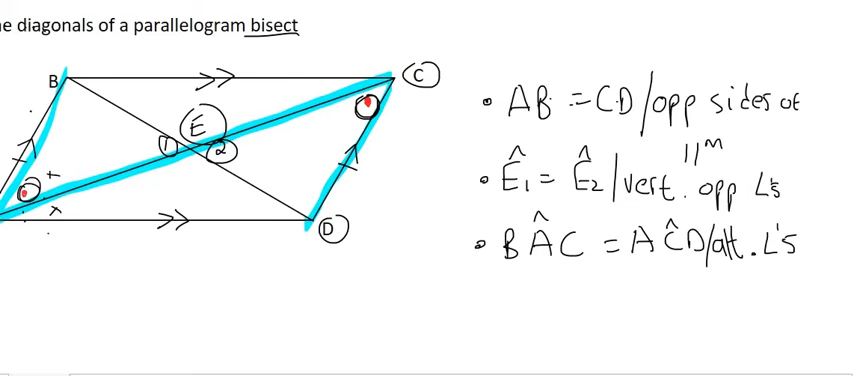 he diagonals of a parallelogram bisect
B
C
E
1
2
D
• AB = CD / opp sides of
||ᵐ
• Ê₁ = Ê₂ / vert. opp L's
• BÂC = AĈD / alt. L's